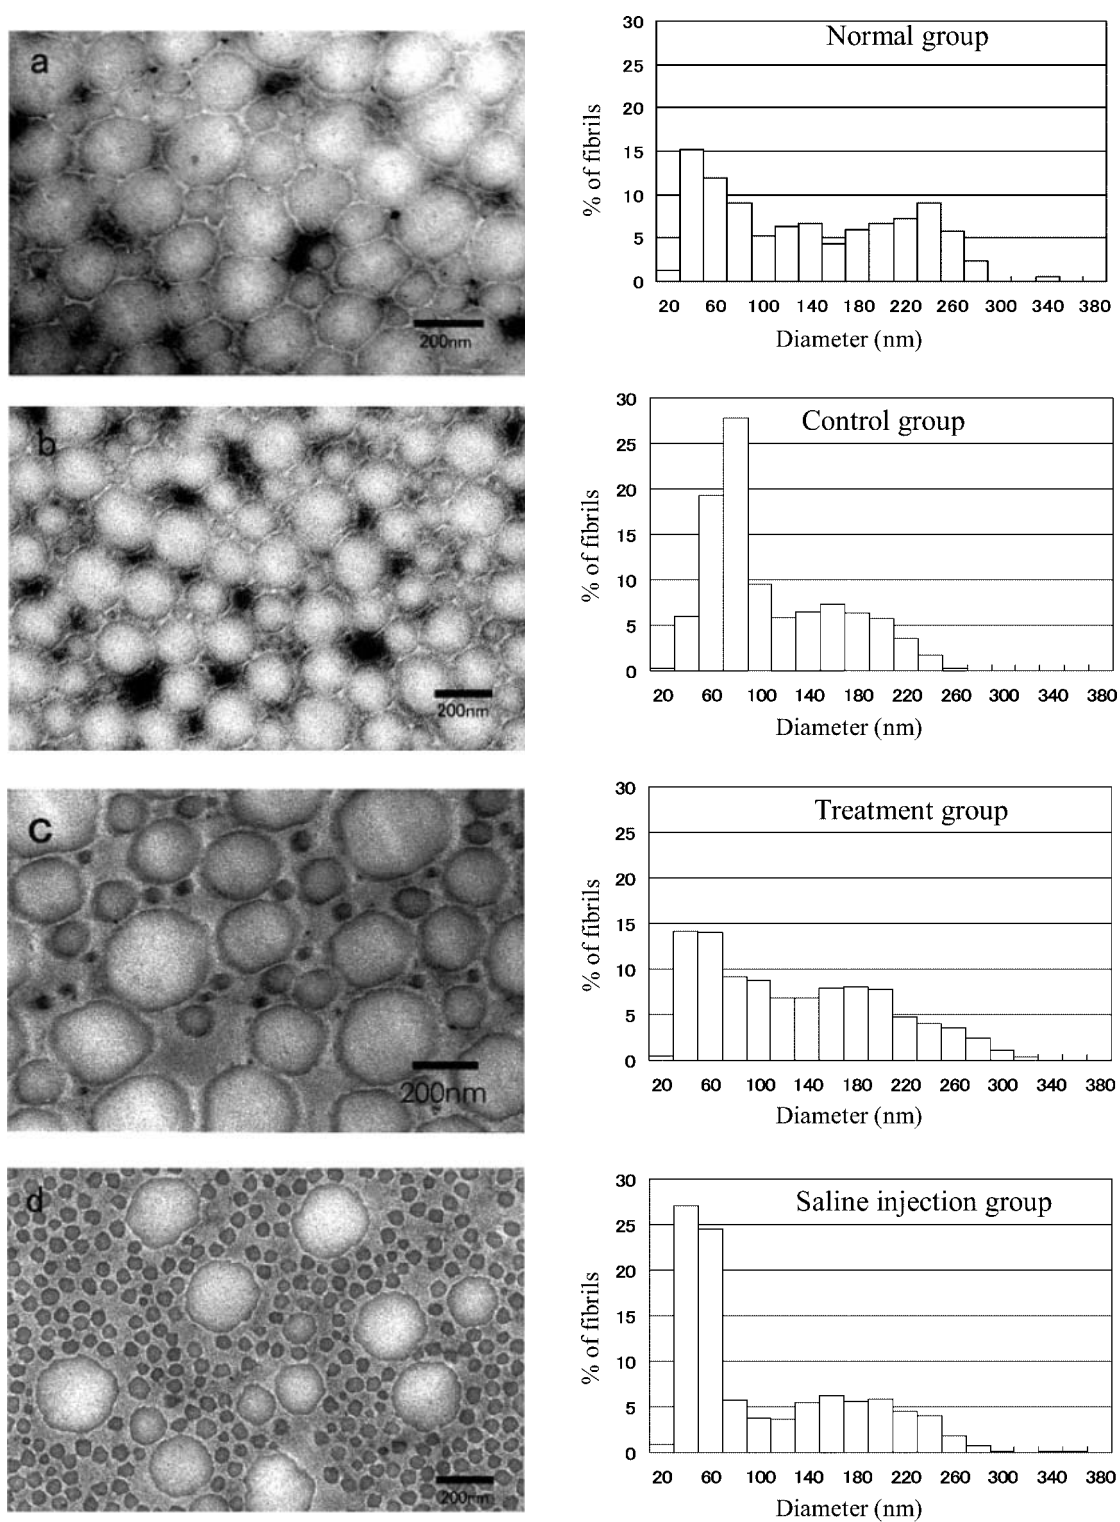 a
200nm
Normal group
% of fibrils
30
25
20
15
10
5
0
20 60 100 140 180 220 260 300 340 380
Diameter (nm)
b
200nm
Control group
% of fibrils
30
25
20
15
10
5
0
20 60 100 140 180 220 260 300 340 380
Diameter (nm)
c
200nm
Treatment group
% of fibrils
30
25
20
15
10
5
0
20 60 100 140 180 220 260 340 380
Diameter (nm)
d
200nm
Saline injection group
% of fibrils
30
25
20
15
10
5
0
20 60 100 140 180 220 260 300 340 380
Diameter (nm)